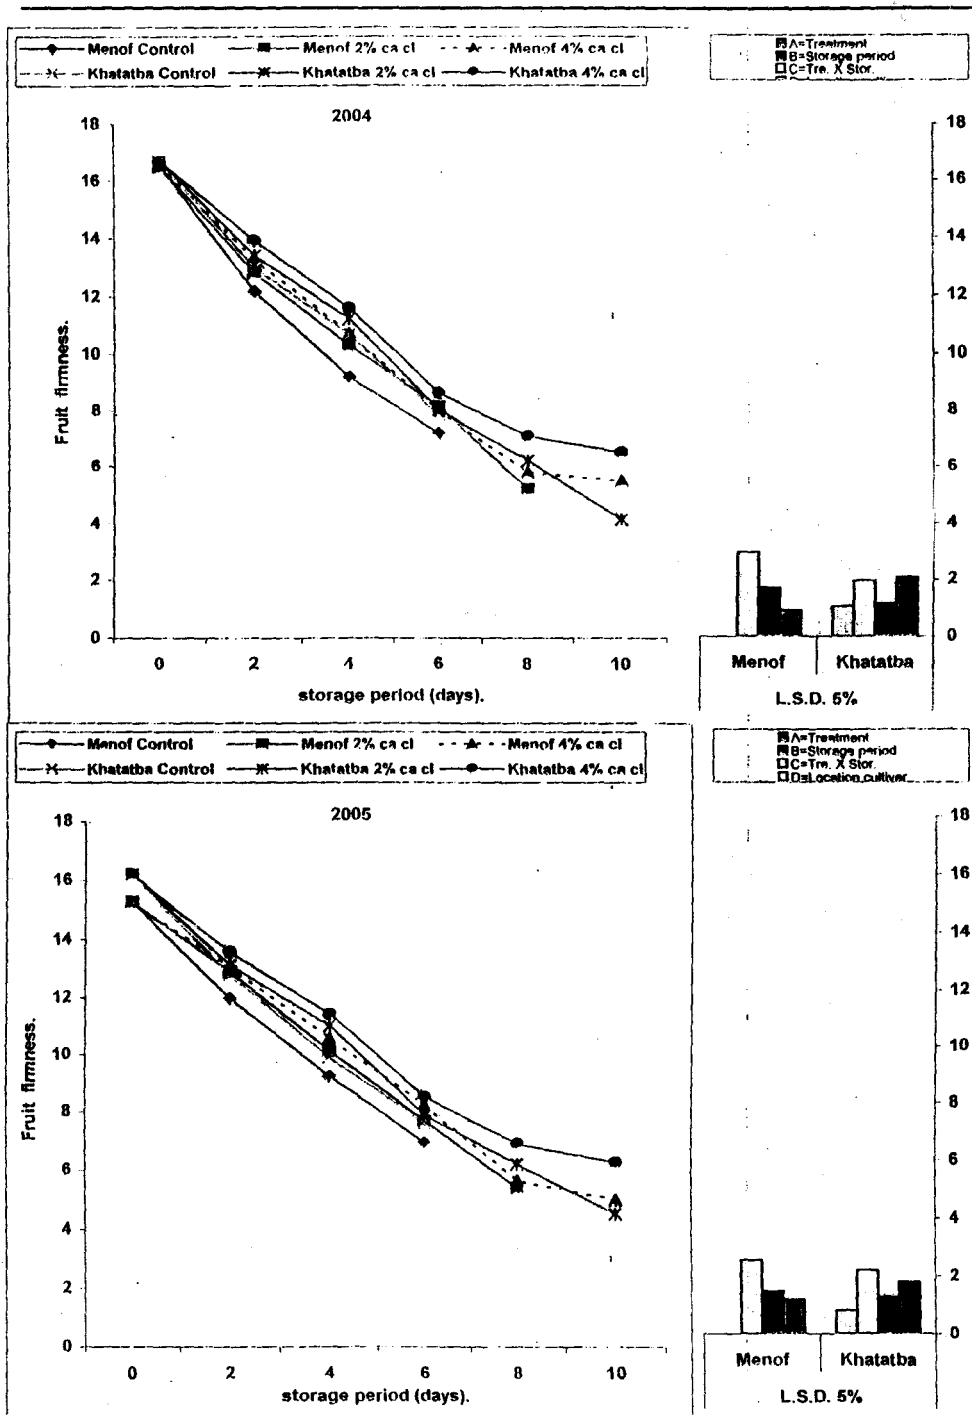 Menof Control Menof 2% ca cl Menof 4% ca cl
Khatatba Control Khatatba 2% ca cl Khatatba 4% ca cl
A=Treatment
B=Storage period
C=Tre. X Stor.
2004
18
16
14
12
10
8
6
4
2
0
Fruit firmness.
0 2 4 6 8 10
storage period (days).
18
16
14
12
10
8
6
4
2
0
Menof Khatatba
L.S.D. 5%
Menof Control Menof 2% ca cl Menof 4% ca cl
Khatatba Control Khatatba 2% ca cl Khatatba 4% ca cl
A=Treatment
B=Storage period
C=Tre. X Stor.
D=Location cultivar
2005
18
16
14
12
10
8
6
4
2
0
Fruit firmness.
0 2 4 6 8 10
storage period (days).
18
16
14
12
10
8
6
4
2
0
Menof Khatatba
L.S.D. 5%